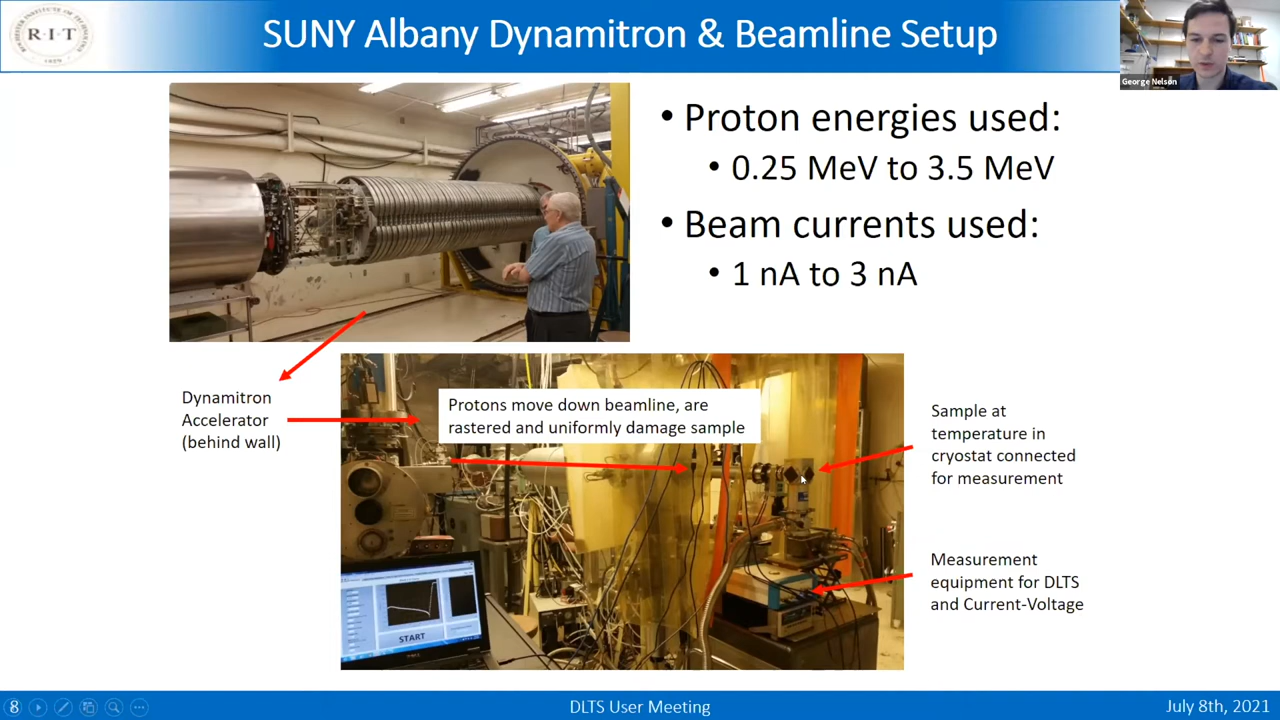 SUNY Albany Dynamitron & Beamline Setup
R·I·T
George Nelson
• Proton energies used:
• 0.25 MeV to 3.5 MeV
• Beam currents used:
• 1 nA to 3 nA
Dynamitron
Accelerator
(behind wall)
Protons move down beamline, are
rastered and uniformly damage sample
Sample at
temperature in
cryostat connected
for measurement
Measurement
equipment for DLTS
and Current-Voltage
START
8
DLTS User Meeting
July 8th, 2021